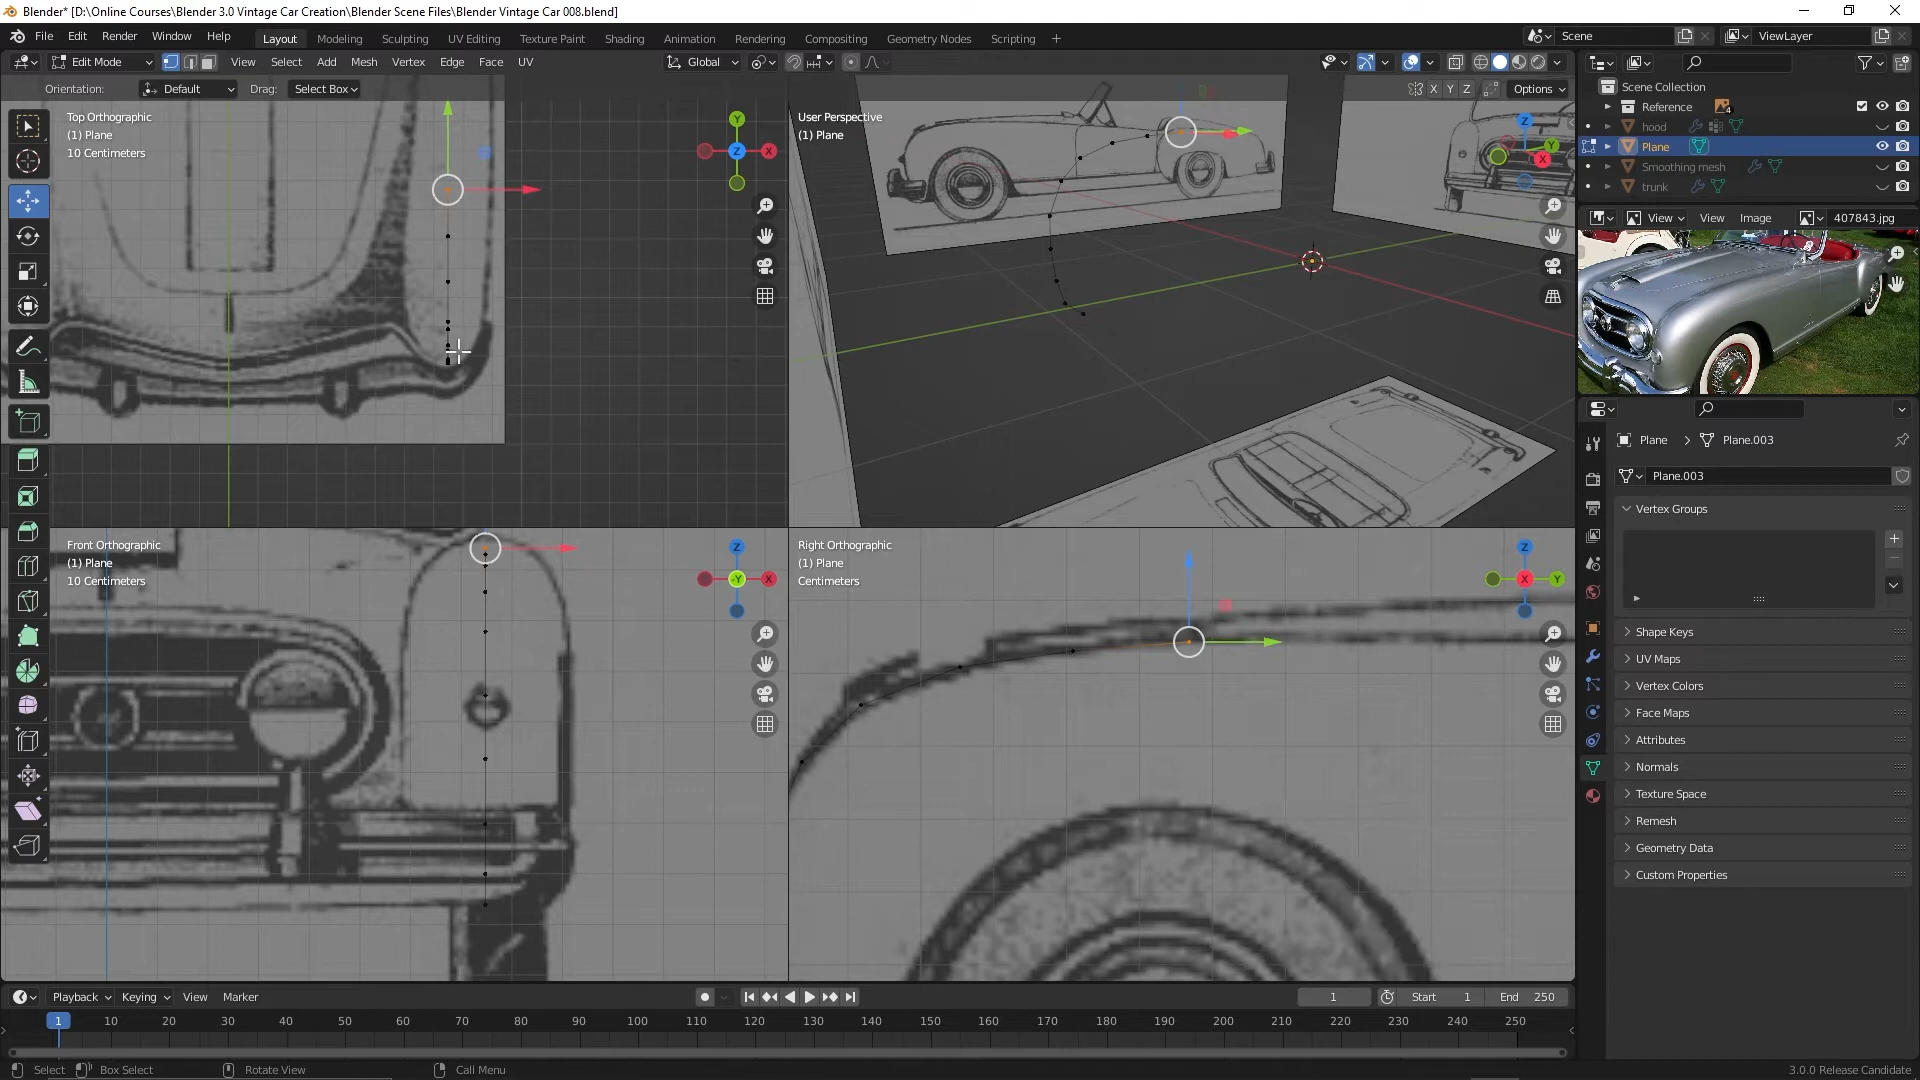 Blender* [D:\Online Courses\Blender 3.0 Vintage Car Creation\Blender Scene Files\Blender Vintage Car 008.blend]
File Edit Render Window Help Layout Modeling Sculpting UV Editing Texture Paint Shading Animation Rendering Compositing Geometry Nodes Scripting + Scene ViewLayer
Edit Mode View Select Add Mesh Vertex Edge Face UV Global
Orientation: Default Drag: Select Box X Y Z Options
Scene Collection
Reference 4
hood
Plane
Smoothing mesh
trunk
View View Image 407843.jpg
Top Orthographic
(1) Plane
10 Centimeters
Y
Z X
User Perspective
(1) Plane
Z
Y
X
Front Orthographic
(1) Plane
10 Centimeters
Z
-Y X
Right Orthographic
(1) Plane
Centimeters
Z
X Y
Plane Plane.003
Plane.003
Vertex Groups
Shape Keys
UV Maps
Vertex Colors
Face Maps
Attributes
Normals
Texture Space
Remesh
Geometry Data
Custom Properties
Playback Keying View Marker 1 Start 1 End 250
1 10 20 30 40 50 60 70 80 90 100 110 120 130 140 150 160 170 180 190 200 210 220 230 240 250
Select Box Select Rotate View Call Menu 3.0.0 Release Candidate